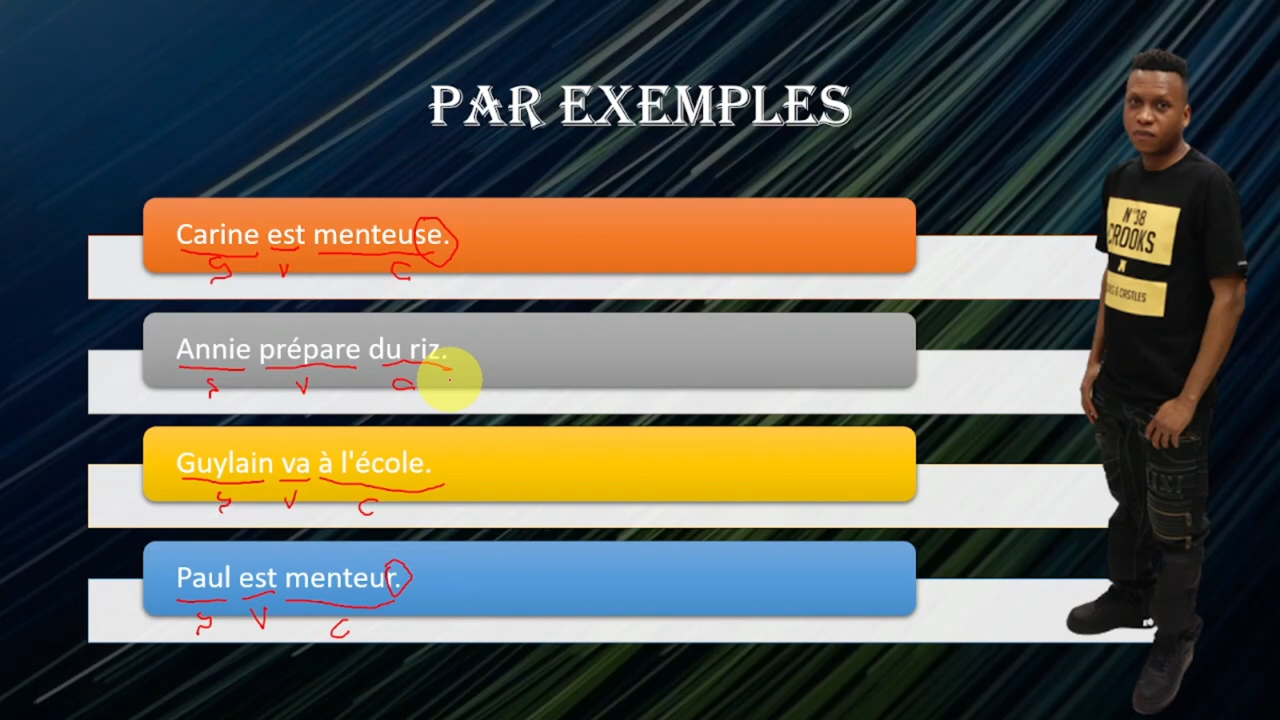 PAR EXEMPLES
Carine est menteuse.
S V C
Annie prépare du riz.
S V C
Guylain va à l'école.
S V C
Paul est menteur.
S V C
N°38
CROOKS